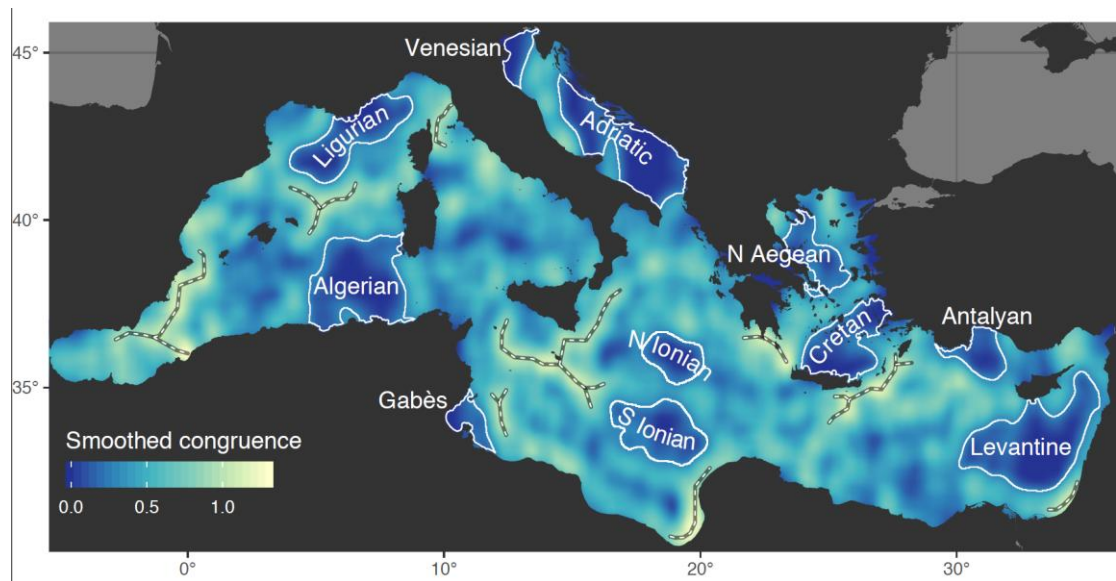 45°
40°
35°
Venesian
Ligurian
Adriatic
N Aegean
Algerian
Antalyan
Cretan
N Ionian
Gabès
S Ionian
Levantine
Smoothed congruence
0.0 0.5 1.0
0° 10° 20° 30°